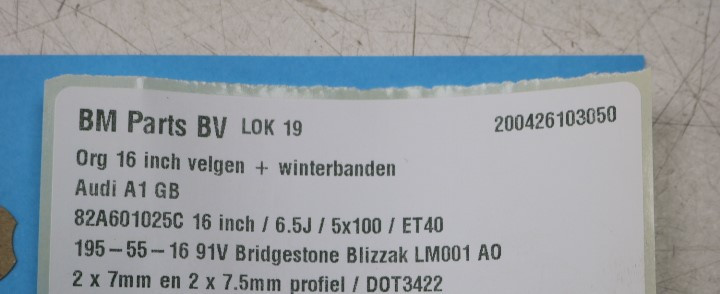 BM Parts BV LOK 19 200426103050
Org 16 inch velgen + winterbanden
Audi A1 GB
82A601025C 16 inch / 6.5J / 5x100 / ET40
195-55-16 91V Bridgestone Blizzak LM001 AO
2 x 7mm en 2 x 7.5mm profiel / DOT3422